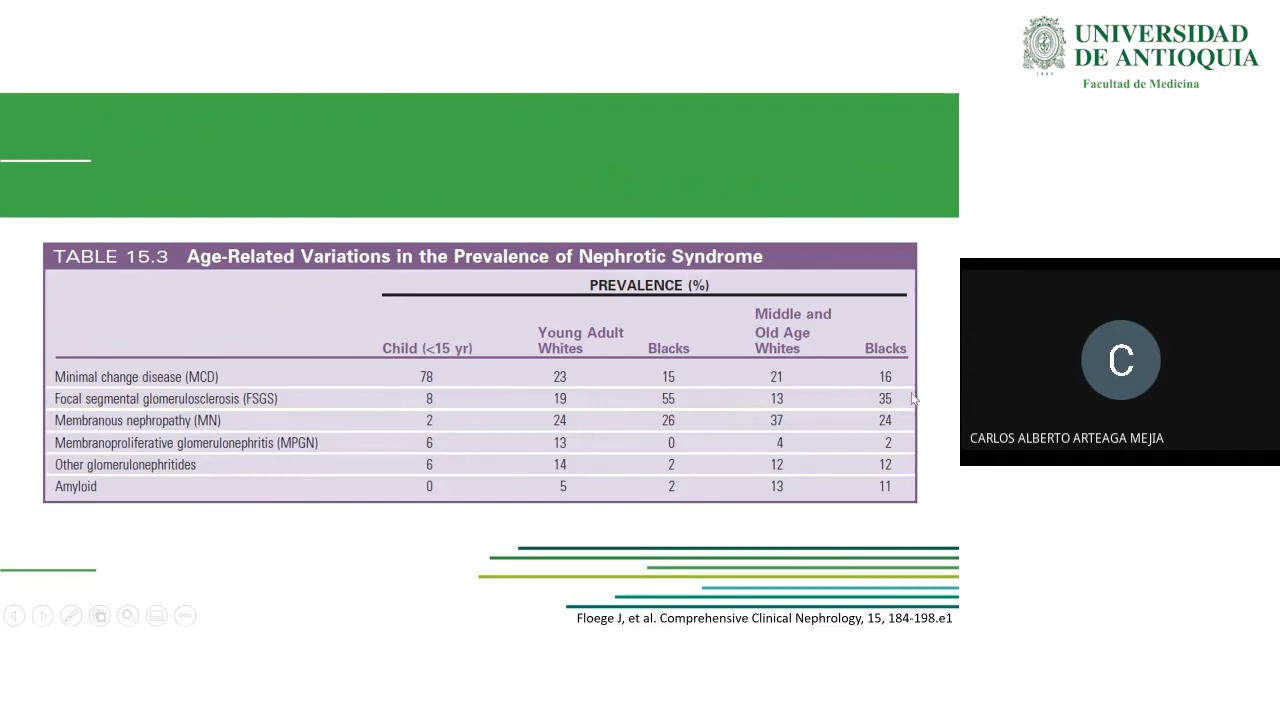 UNIVERSIDAD
DE ANTIOQUIA
1803
Facultad de Medicina
TABLE 15.3 Age-Related Variations in the Prevalence of Nephrotic Syndrome
PREVALENCE (%)
Child (<15 yr) Young Adult Whites Blacks Middle and Old Age Whites Blacks
Minimal change disease (MCD) 78 23 15 21 16
Focal segmental glomerulosclerosis (FSGS) 8 19 55 13 35
Membranous nephropathy (MN) 2 24 26 37 24
Membranoproliferative glomerulonephritis (MPGN) 6 13 0 4 2
Other glomerulonephritides 6 14 2 12 12
Amyloid 0 5 2 13 11
C
CARLOS ALBERTO ARTEAGA MEJIA
Floege J, et al. Comprehensive Clinical Nephrology, 15, 184-198.e1